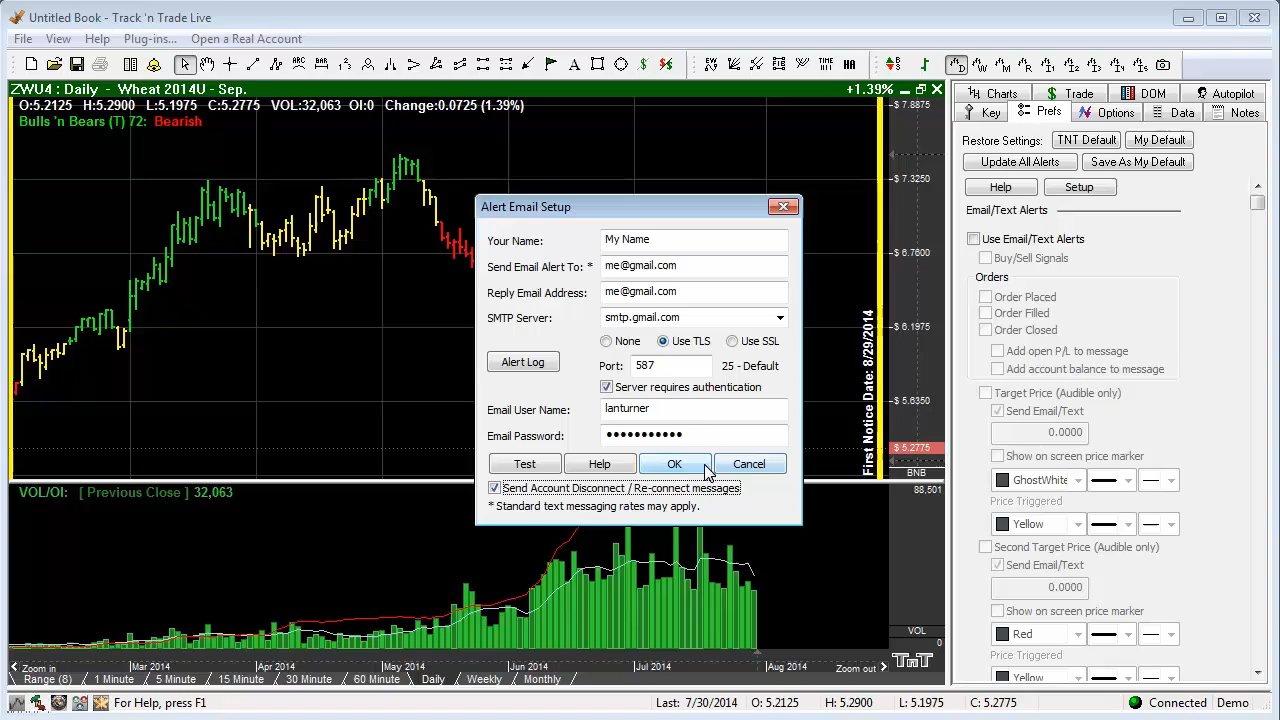 Untitled Book - Track 'n Trade Live
File View Help Plug-ins... Open a Real Account
ZWU4 : Daily - Wheat 2014U - Sep. +1.39%
O:5.2125 H:5.2900 L:5.1975 C:5.2775 VOL:32,063 OI:0 Change:0.0725 (1.39%)
Bulls 'n Bears (T) 72: Bearish
$ 7.8875
$ 7.3250
$ 6.7600
$ 6.1975
$ 5.6350
$ 5.2775
BNB
First Notice Date: 8/29/2014
Alert Email Setup
Your Name: My Name
Send Email Alert To: * me@gmail.com
Reply Email Address: me@gmail.com
SMTP Server: smtp.gmail.com
None Use TLS Use SSL
Alert Log Port: 587 25 - Default
Server requires authentication
Email User Name: lanturner
Email Password: ●●●●●●●●●●●
Test Help OK Cancel
Send Account Disconnect / Re-connect messages
* Standard text messaging rates may apply.
VOL/OI: [ Previous Close ] 32,063
88,501
VOL
0
Zoom in Mar 2014 Apr 2014 May 2014 Jun 2014 Jul 2014 Aug 2014 Zoom out
Range (8) 1 Minute 5 Minute 15 Minute 30 Minute 60 Minute Daily Weekly Monthly
TNT
Charts Trade DOM Autopilot
Key Prefs Options Data Notes
Restore Settings: TNT Default My Default
Update All Alerts Save As My Default
Help Setup
Email/Text Alerts
Use Email/Text Alerts
Buy/Sell Signals
Orders
Order Placed
Order Filled
Order Closed
Add open P/L to message
Add account balance to message
Target Price (Audible only)
Send Email/Text
0.0000
Show on screen price marker
GhostWhite
Price Triggered
Yellow
Second Target Price (Audible only)
Send Email/Text
0.0000
Show on screen price marker
Red
Price Triggered
Yellow
For Help, press F1 Last: 7/30/2014 O: 5.2125 H: 5.2900 L: 5.1975 C: 5.2775 Connected Demo